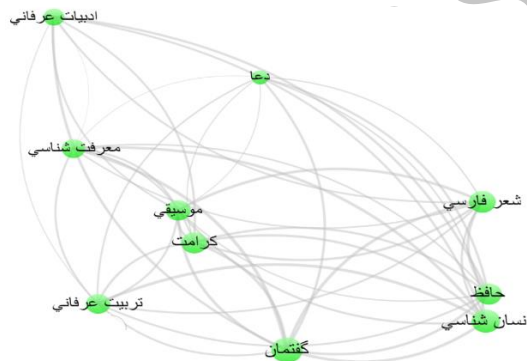 ادبيات عرفاني
دعا
معرفت شناسي
شعر فارسي
موسيقي
كرامت
حافظ
تربيت عرفاني
نسان شناسي
گفتمان